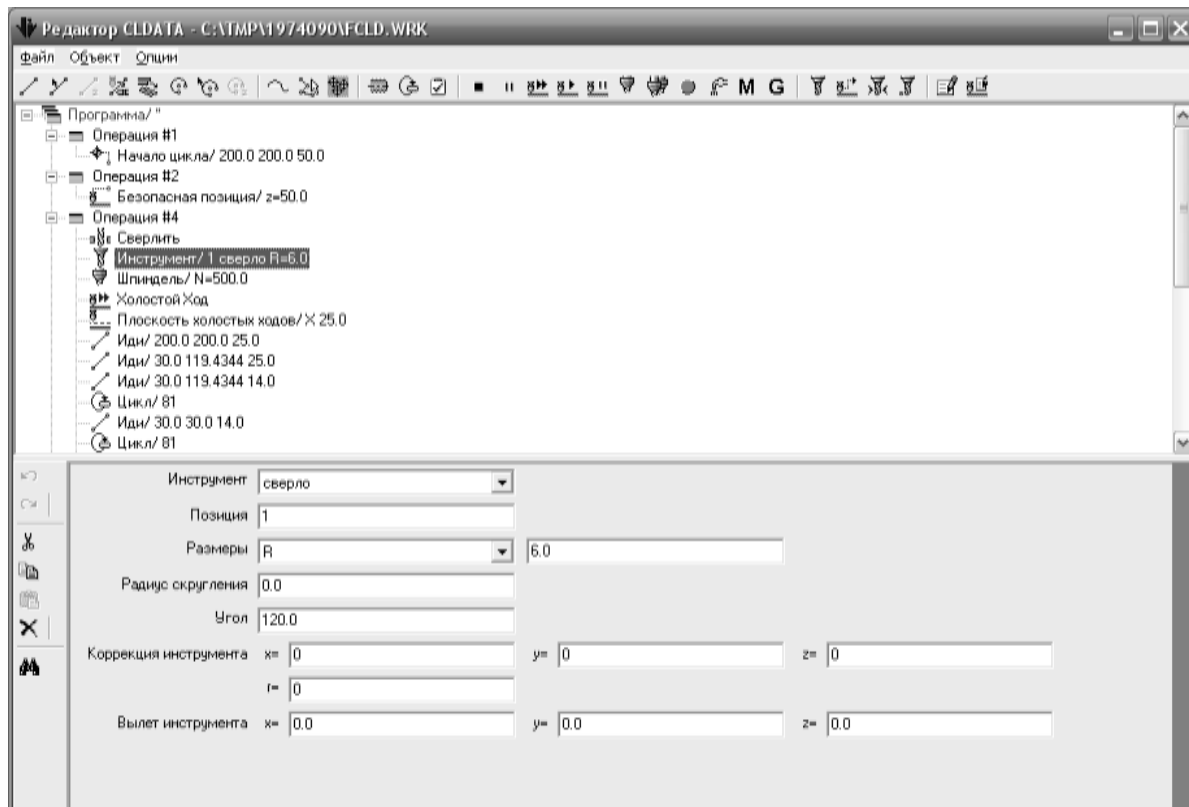 Редактор CLDATA - C:\TMP\1974090\FCLD.WRK
Файл Объект Опции
M G
Программа/ "
Операция #1
Начало цикла/ 200.0 200.0 50.0
Операция #2
Безопасная позиция/ z=50.0
Операция #4
Сверлить
Инструмент/ 1 сверло R=6.0
Шпиндель/ N=500.0
Холостой Ход
Плоскость холостых ходов/ X 25.0
Иди/ 200.0 200.0 25.0
Иди/ 30.0 119.4344 25.0
Иди/ 30.0 119.4344 14.0
Цикл/ 81
Иди/ 30.0 30.0 14.0
Цикл/ 81
Инструмент сверло
Позиция 1
Размеры R 6.0
Радиус скругления 0.0
Угол 120.0
Коррекция инструмента x= 0 y= 0 z= 0
r= 0
Вылет инструмента x= 0.0 y= 0.0 z= 0.0